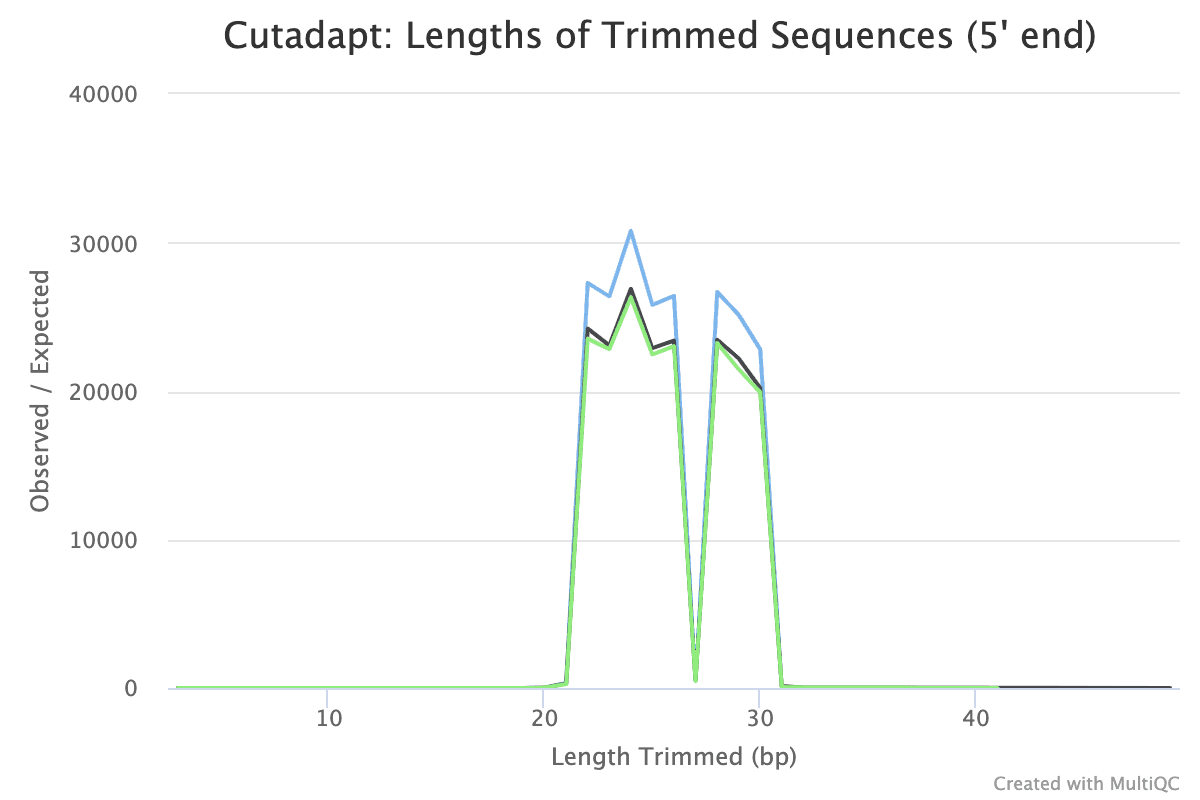 Cutadapt: Lengths of Trimmed Sequences (5' end)
40000
30000
20000
10000
0
Observed / Expected
10 20 30 40
Length Trimmed (bp)
Created with MultiQC